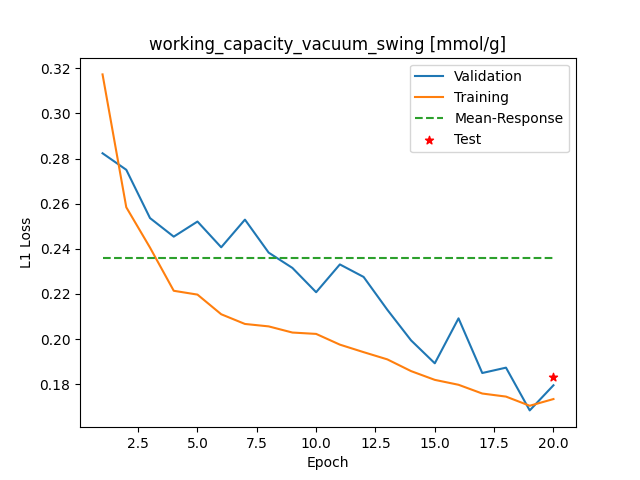 working_capacity_vacuum_swing [mmol/g]
0.32
0.30
0.28
0.26
0.24
0.22
0.20
0.18
L1 Loss
Validation
Training
Mean-Response
Test
2.5 5.0 7.5 10.0 12.5 15.0 17.5 20.0
Epoch